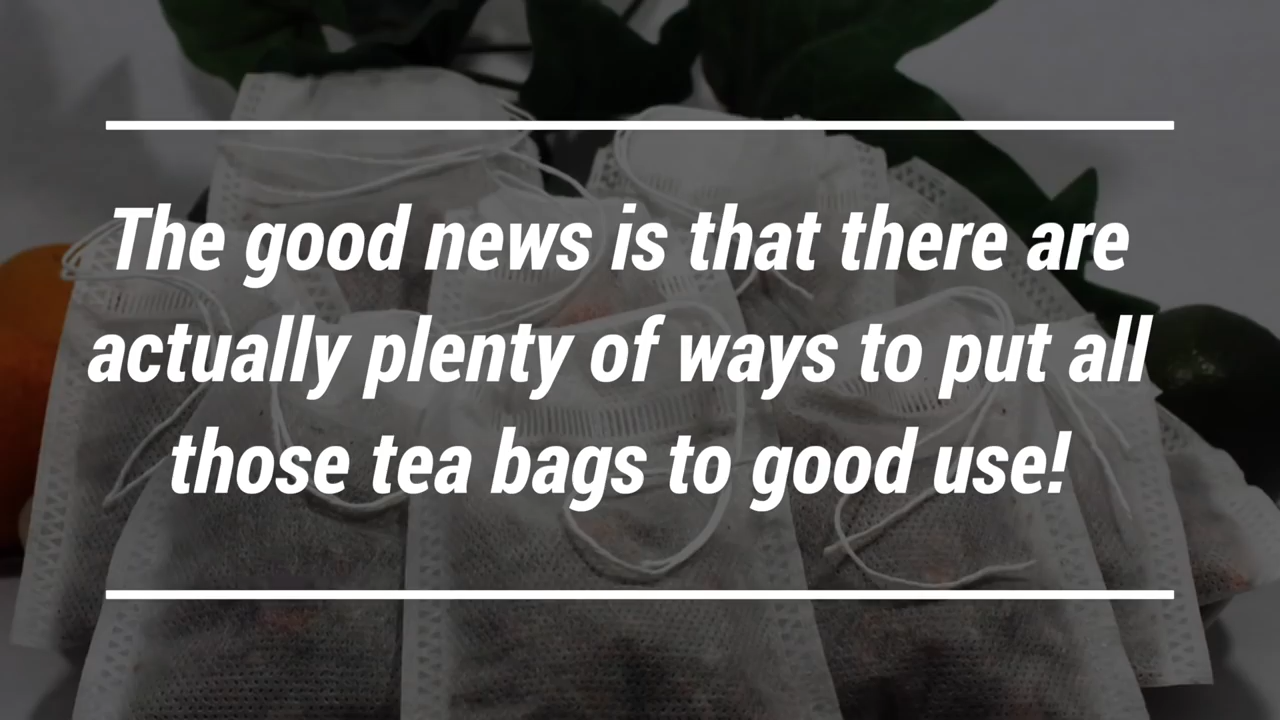 The good news is that there are
actually plenty of ways to put all
those tea bags to good use!